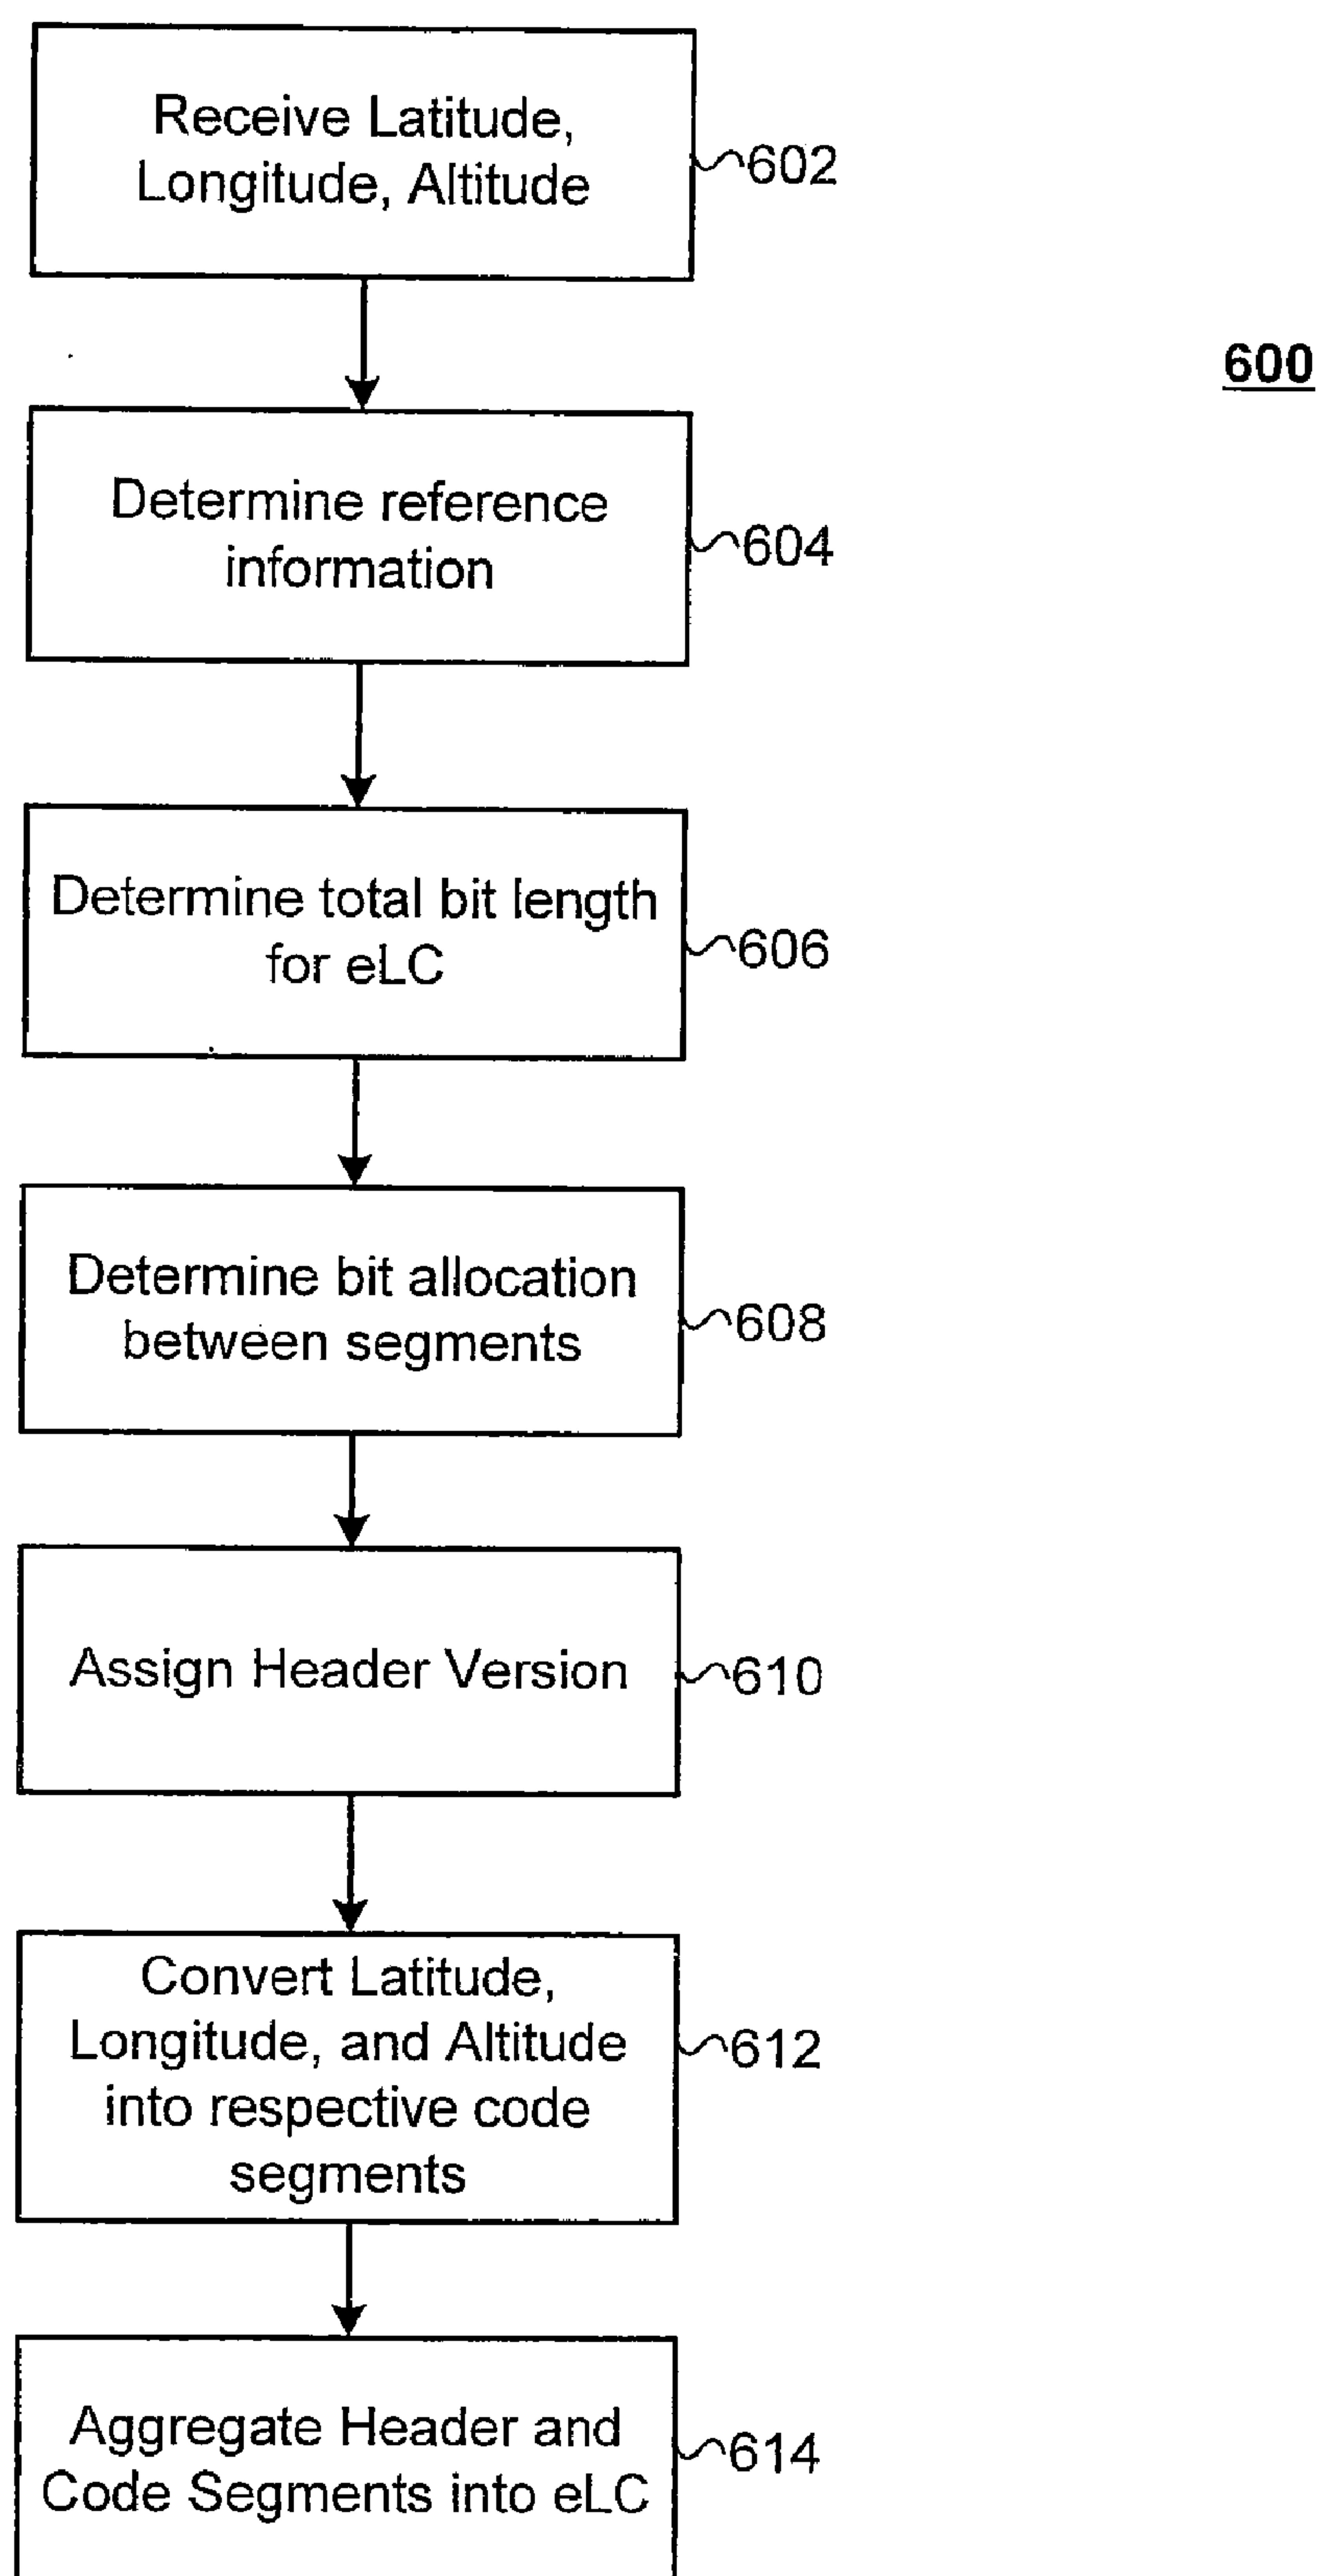 Receive Latitude,
Longitude, Altitude
602
600
Determine reference
information
604
Determine total bit length
for eLC
606
Determine bit allocation
between segments
608
Assign Header Version
610
Convert Latitude,
Longitude, and Altitude
into respective code
segments
612
Aggregate Header and
Code Segments into eLC
614